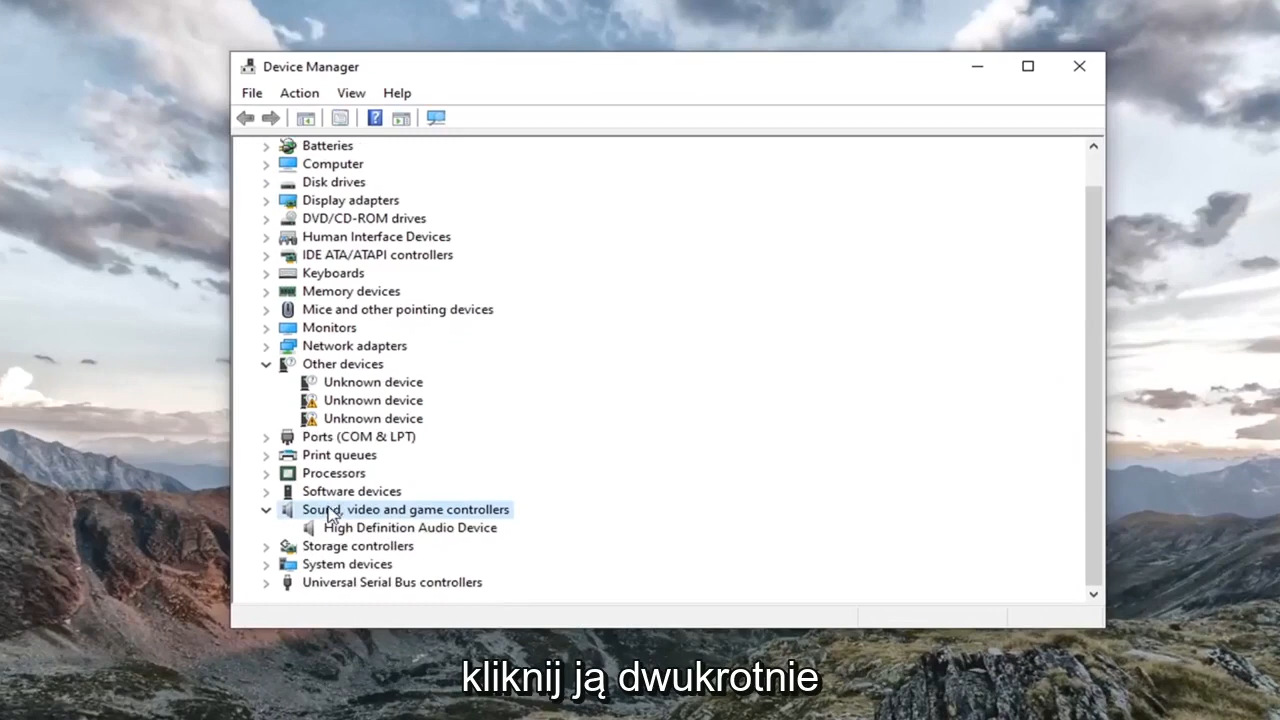 Device Manager
File Action View Help
Batteries
Computer
Disk drives
Display adapters
DVD/CD-ROM drives
Human Interface Devices
IDE ATA/ATAPI controllers
Keyboards
Memory devices
Mice and other pointing devices
Monitors
Network adapters
Other devices
Unknown device
Unknown device
Unknown device
Ports (COM & LPT)
Print queues
Processors
Software devices
Sound, video and game controllers
High Definition Audio Device
Storage controllers
System devices
Universal Serial Bus controllers
kliknij ją dwukrotnie